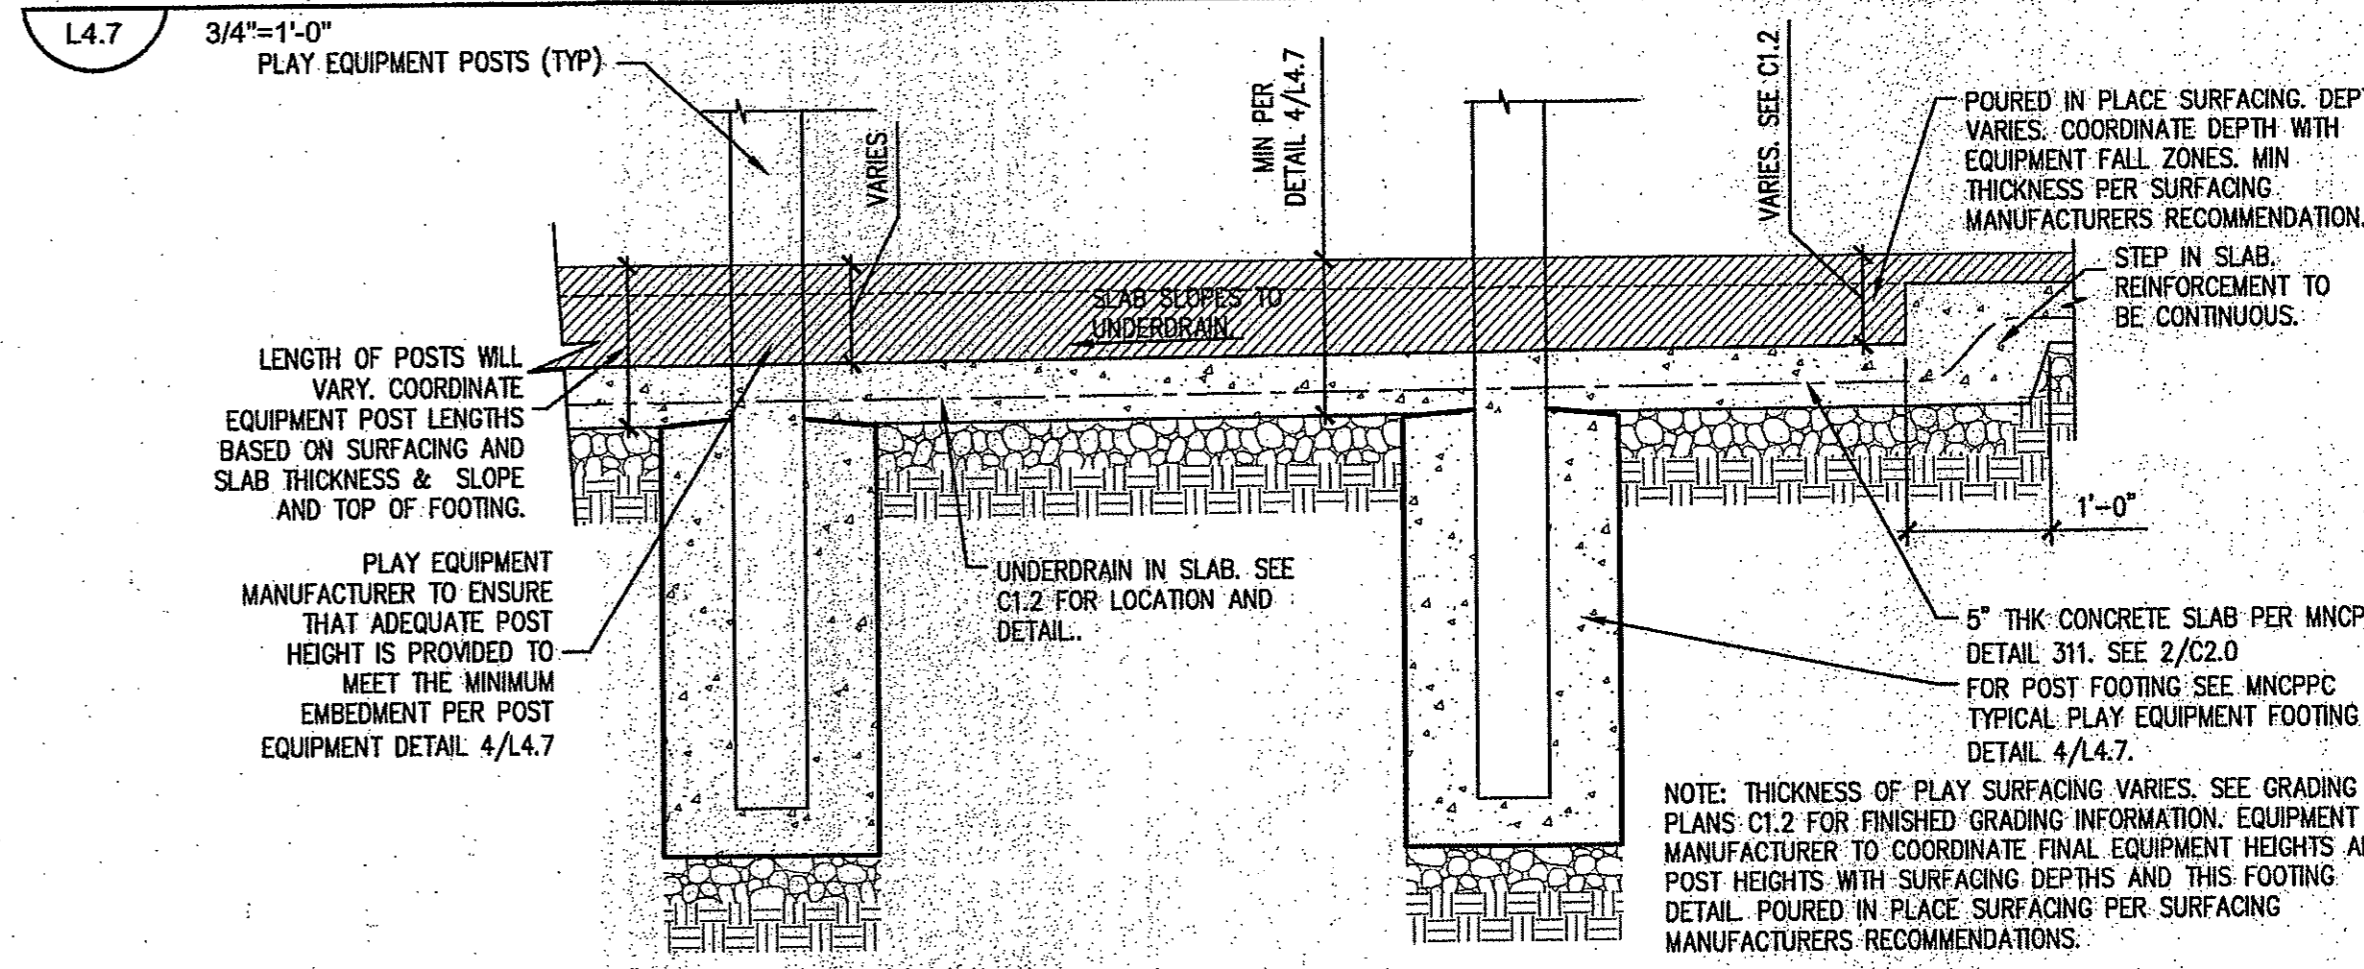 L4.7
3/4"=1'-0"
PLAY EQUIPMENT POSTS (TYP)
VARIES
MIN PER
DETAIL 4/L4.7
VARIES. SEE C1.2.
POURED IN PLACE SURFACING. DEP
VARIES. COORDINATE DEPTH WITH
EQUIPMENT FALL ZONES. MIN
THICKNESS PER SURFACING
MANUFACTURERS RECOMMENDATION.
STEP IN SLAB.
REINFORCEMENT TO
BE CONTINUOUS.
SLAB SLOPES TO
UNDERDRAIN.
LENGTH OF POSTS WILL
VARY. COORDINATE
EQUIPMENT POST LENGTHS
BASED ON SURFACING AND
SLAB THICKNESS & SLOPE
AND TOP OF FOOTING.
1'-0"
PLAY EQUIPMENT
MANUFACTURER TO ENSURE
THAT ADEQUATE POST
HEIGHT IS PROVIDED TO
MEET THE MINIMUM
EMBEDMENT PER POST
EQUIPMENT DETAIL 4/L4.7
UNDERDRAIN IN SLAB. SEE
C1.2 FOR LOCATION AND
DETAIL..
5" THK CONCRETE SLAB PER MNCP
DETAIL 311. SEE 2/C2.0
FOR POST FOOTING SEE MNCPPC
TYPICAL PLAY EQUIPMENT FOOTING
DETAIL 4/L4.7.
NOTE: THICKNESS OF PLAY SURFACING VARIES. SEE GRADING
PLANS C1.2 FOR FINISHED GRADING INFORMATION. EQUIPMENT
MANUFACTURER TO COORDINATE FINAL EQUIPMENT HEIGHTS A
POST HEIGHTS WITH SURFACING DEPTHS AND THIS FOOTING
DETAIL. POURED IN PLACE SURFACING PER SURFACING
MANUFACTURERS RECOMMENDATIONS.